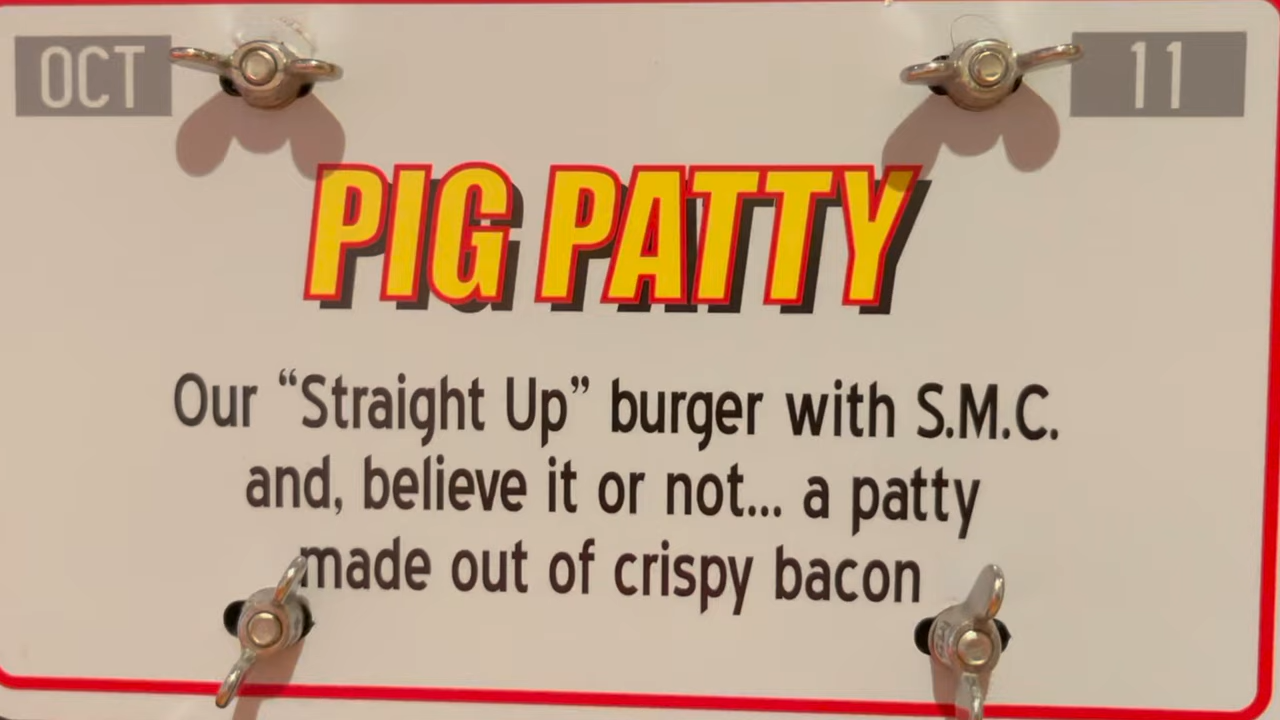 OCT 11
PIG PATTY
Our “Straight Up” burger with S.M.C.
and, believe it or not... a patty
made out of crispy bacon